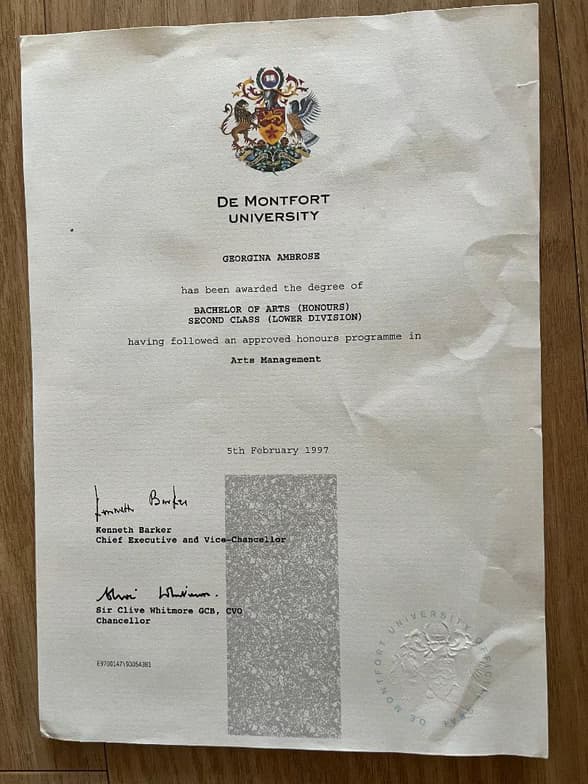 DE MONTFORT
UNIVERSITY
GEORGINA AMBROSE
has been awarded the degree of
BACHELOR OF ARTS (HONOURS)
SECOND CLASS (LOWER DIVISION)
having followed an approved honours programme in
Arts Management
5th February 1997
Kenneth Barker
Kenneth Barker
Chief Executive and Vice-Chancellor
Sir Clive Whitmore GCB, CVO
Chancellor
DE MONTFORT UNIVERSITY OFFICIAL SEAL